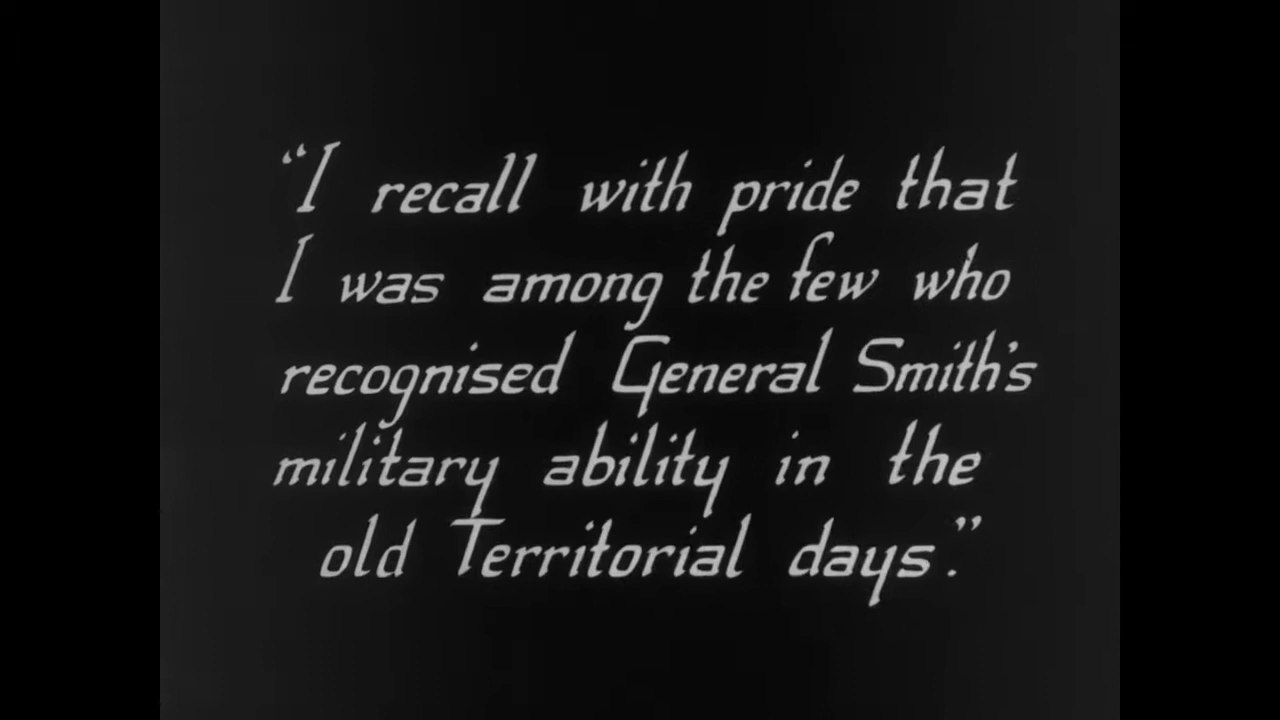 “I recall with pride that
I was among the few who
recognised General Smith's
military ability in the
old Territorial days.”